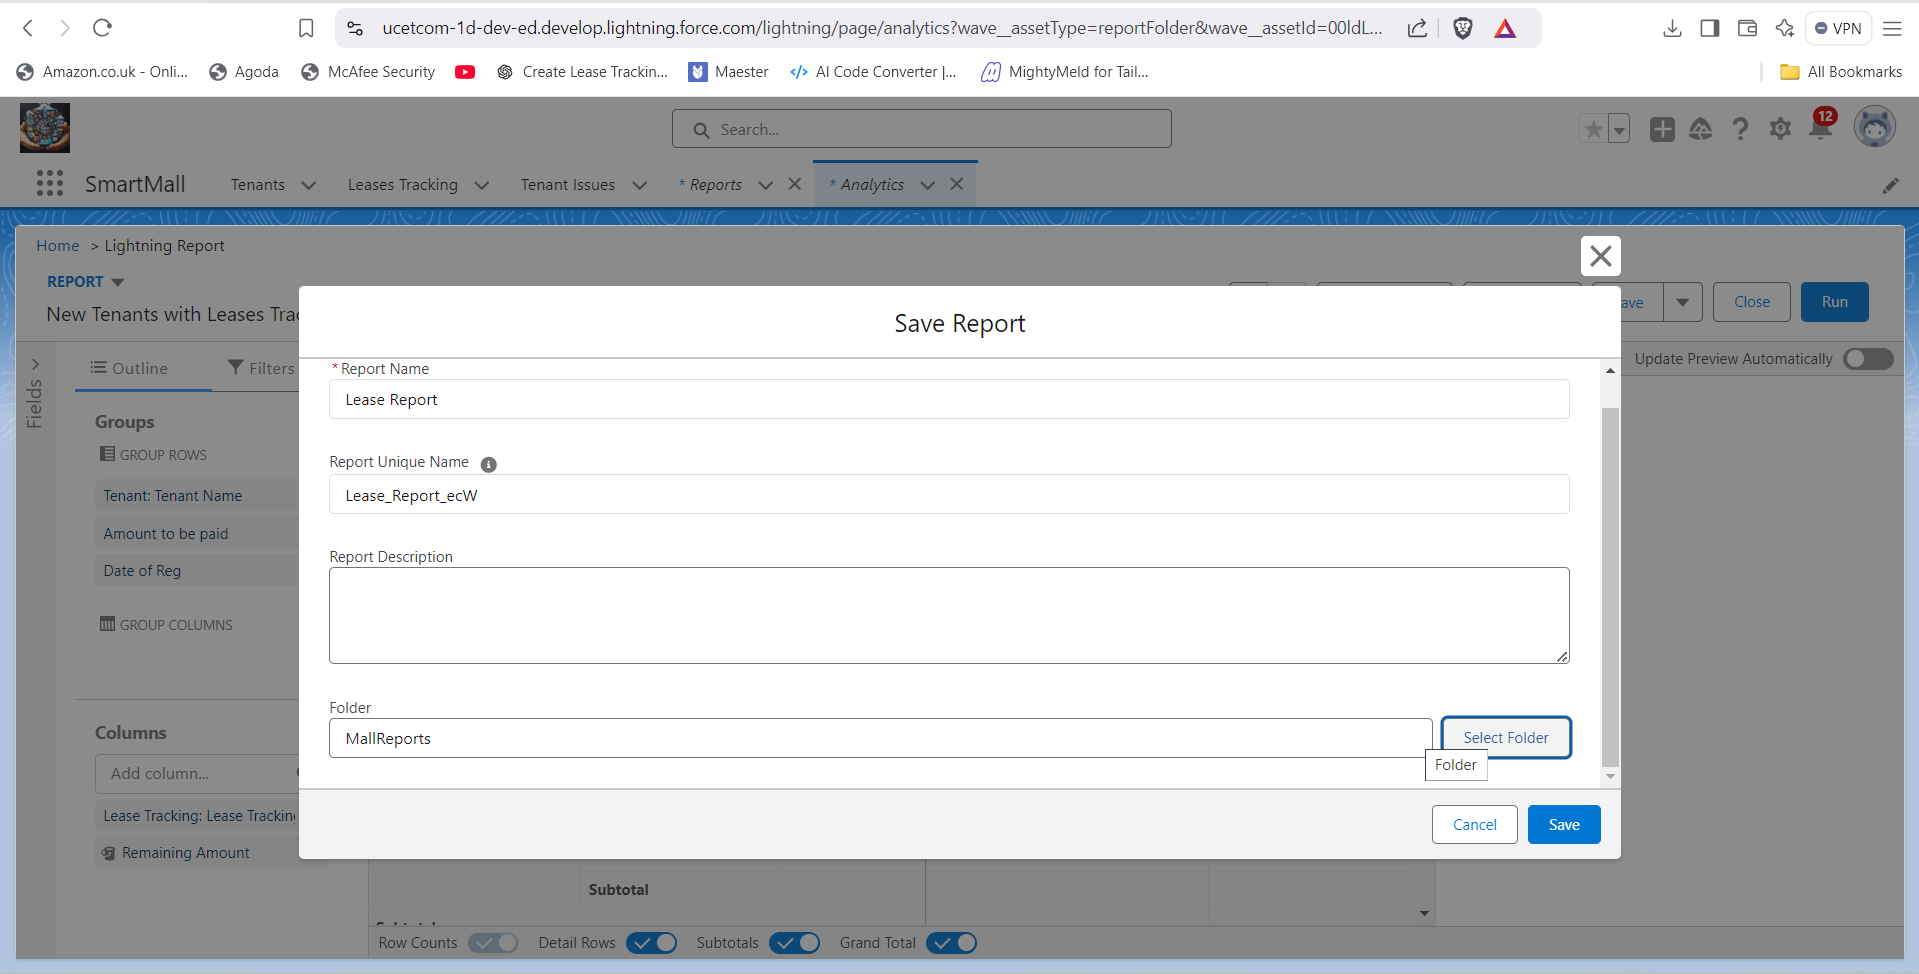 ucetcom-1d-dev-ed.develop.lightning.force.com/lightning/page/analytics?wave__assetType=reportFolder&wave__assetId=00ldL...
VPN
Amazon.co.uk - Onli...
Agoda
McAfee Security
Create Lease Trackin...
Maester
AI Code Converter |...
MightyMeld for Tail...
All Bookmarks
Search...
12
SmartMall
Tenants
Leases Tracking
Tenant Issues
* Reports
* Analytics
Home > Lightning Report
REPORT
New Tenants with Leases Trac
ave
Close
Run
Fields
Outline
Filters
Update Preview Automatically
Groups
GROUP ROWS
Tenant: Tenant Name
Amount to be paid
Date of Reg
GROUP COLUMNS
Columns
Add column...
Lease Tracking: Lease Tracking
Remaining Amount
Save Report
* Report Name
Lease Report
Report Unique Name
Lease_Report_ecW
Report Description
Folder
MallReports
Select Folder
Folder
Cancel
Save
Subtotal
Row Counts
Detail Rows
Subtotals
Grand Total